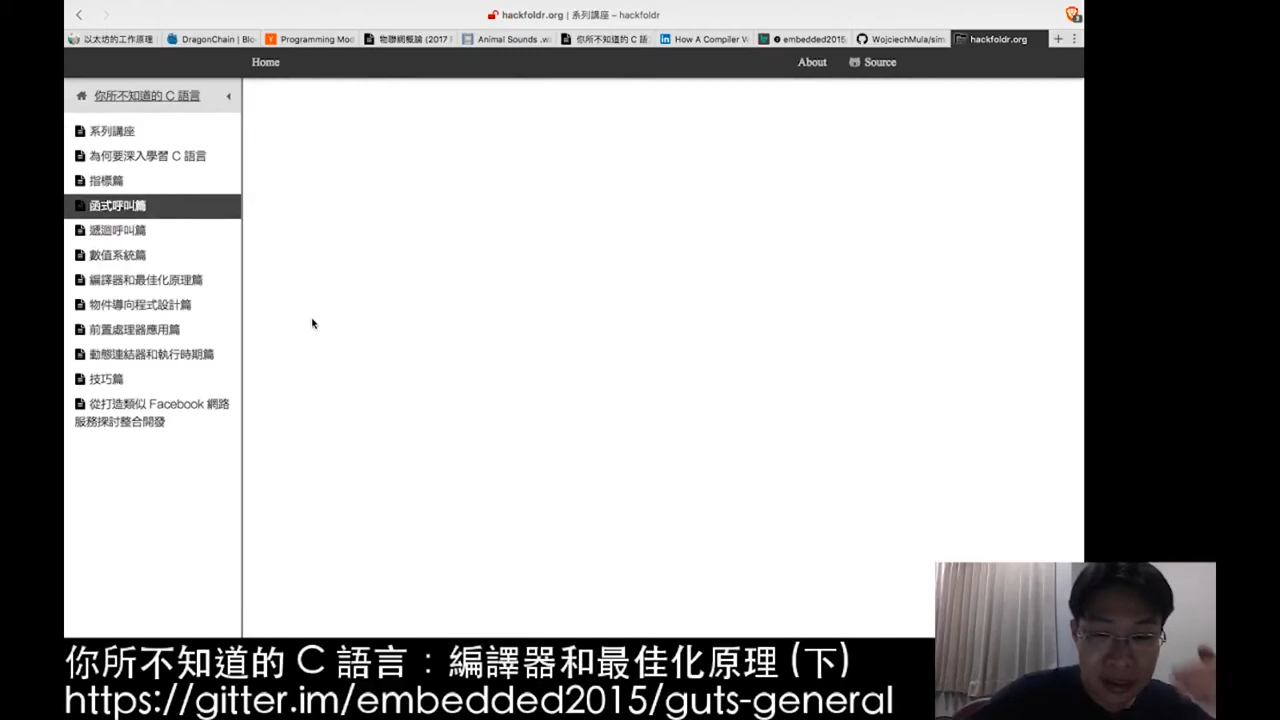 hackfoldr.org | 系列講座 – hackfoldr
以太坊的工作原理
DragonChain | Blo
Programming Mod
物聯網概論 (2017
Animal Sounds .wa
你所不知道的 C 語
How A Compiler W
embedded2015
WojciechMula/sim
hackfoldr.org
Home
About
Source
你所不知道的 C 語言
系列講座
為何要深入學習 C 語言
指標篇
函式呼叫篇
遞迴呼叫篇
數值系統篇
編譯器和最佳化原理篇
物件導向程式設計篇
前置處理器應用篇
動態連結器和執行時期篇
技巧篇
從打造類似 Facebook 網路
服務探討整合開發
你所不知道的 C 語言：編譯器和最佳化原理 (下)
https://gitter.im/embedded2015/guts-general